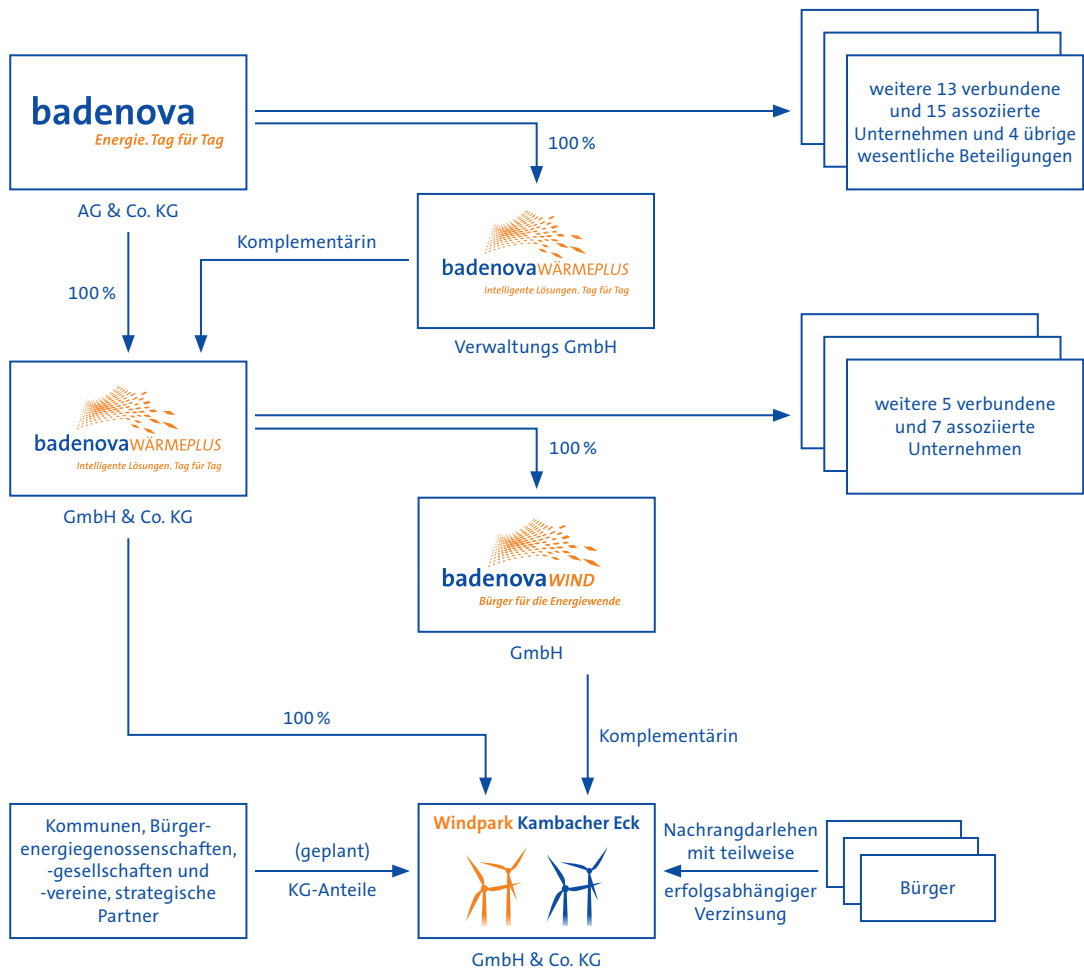 badenova
Energie. Tag für Tag
AG & Co. KG
weitere 13 verbundene
und 15 assoziierte
Unternehmen und 4 übrige
wesentliche Beteiligungen
100 %
Komplementärin
badenovaWÄRMEPLUS
Intelligente Lösungen. Tag für Tag
Verwaltungs GmbH
100 %
badenovaWÄRMEPLUS
Intelligente Lösungen. Tag für Tag
GmbH & Co. KG
weitere 5 verbundene
und 7 assoziierte
Unternehmen
100 %
badenovaWIND
Bürger für die Energiewende
GmbH
100 %
Komplementärin
Kommunen, Bürger-
energiegenossenschaften,
-gesellschaften und
-vereine, strategische
Partner
(geplant)
KG-Anteile
Windpark Kambacher Eck
GmbH & Co. KG
Nachrangdarlehen
mit teilweise
erfolgsabhängiger
Verzinsung
Bürger